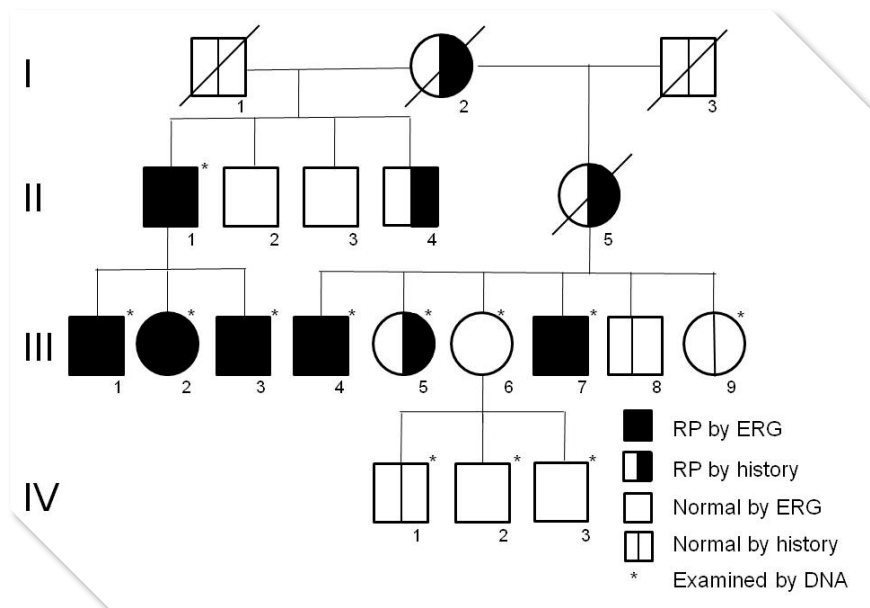 I
1
2
3
II
*
1
2
3
4
5
III
* * * * * * * *
1 2 3 4 5 6 7 8 9
IV
* * *
1 2 3
RP by ERG
RP by history
Normal by ERG
Normal by history
* Examined by DNA